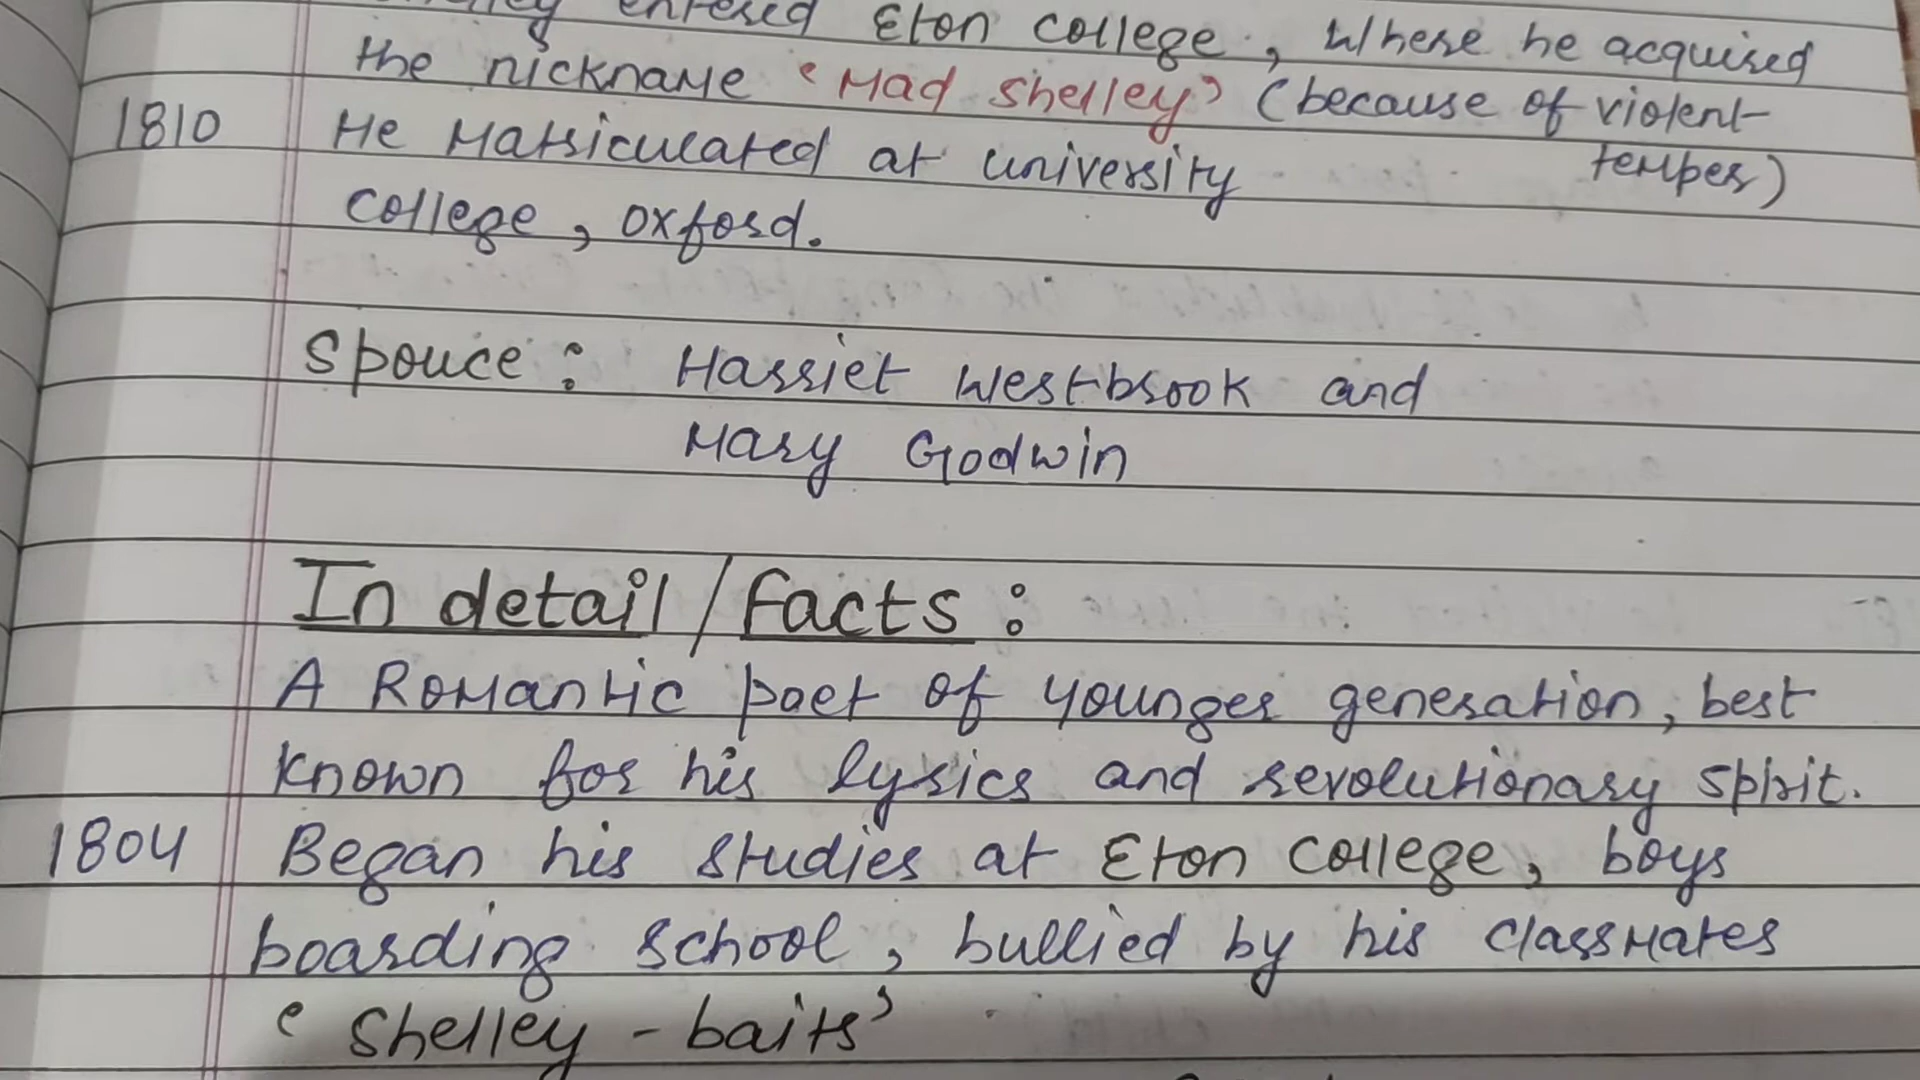 entered Eton college, where he acquired
the nickname 'Mad Shelley' (because of violent
temper)
1810 He Matriculated at university
college, oxford.
Spouce: Harriet Westbrook and
Mary Godwin
In detail/facts:
A Romantic poet of younger generation, best
known for his lyrics and revolutionary spirit.
1804 Began his studies at Eton College, boys
boarding school, bullied by his classmates
'Shelley-baits'